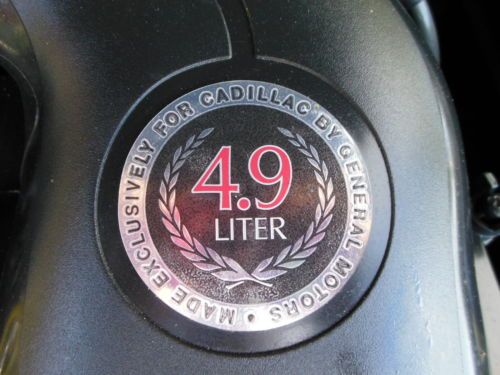 MADE EXCLUSIVELY FOR CADILLAC BY GENERAL MOTORS •
4.9
LITER